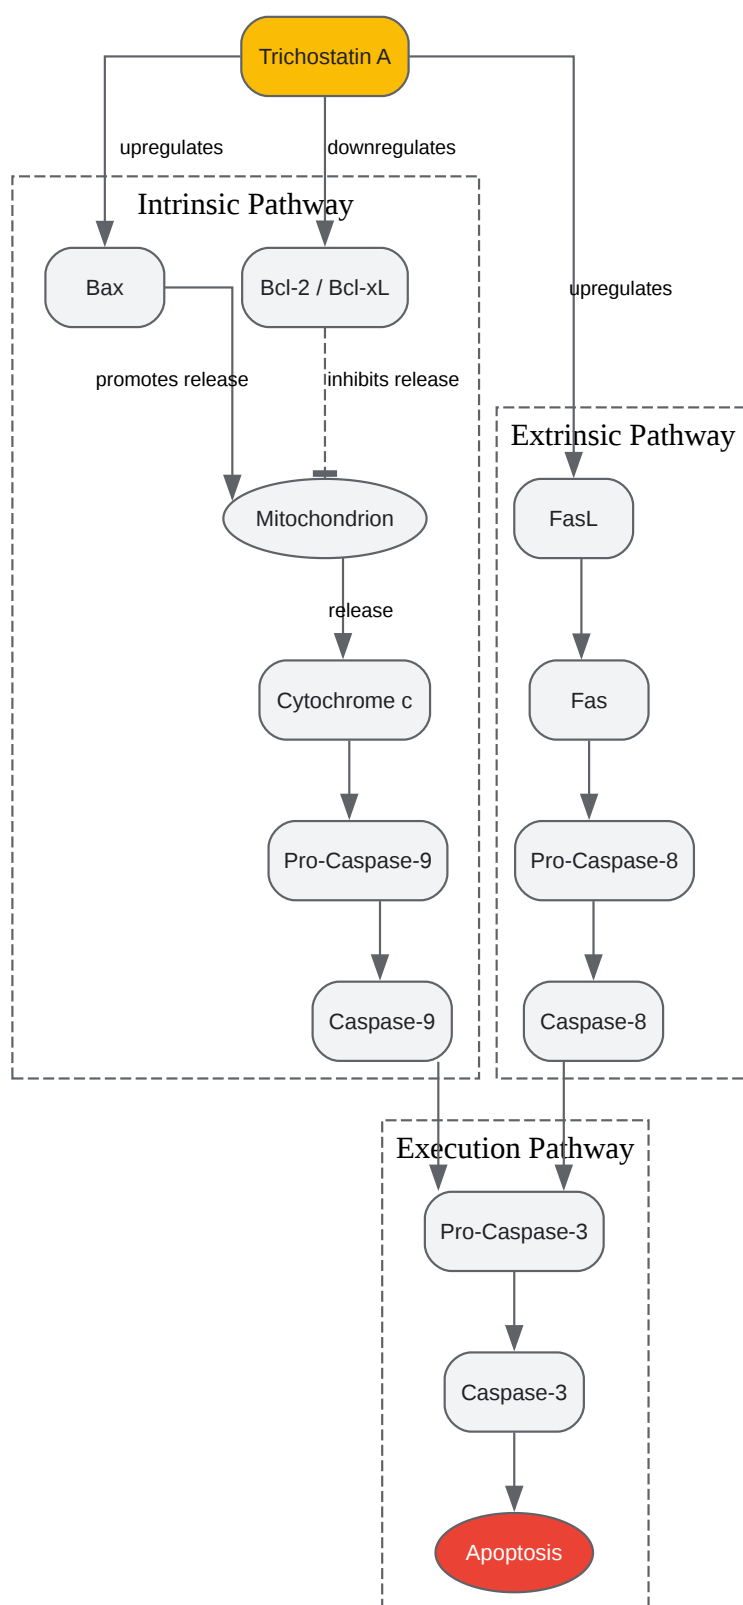 Trichostatin A
upregulates
downregulates
Intrinsic Pathway
Bax
Bcl-2 / Bcl-xL
upregulates
promotes release
inhibits release
Extrinsic Pathway
Mitochondrion
FasL
release
Cytochrome c
Fas
Pro-Caspase-9
Pro-Caspase-8
Caspase-9
Caspase-8
Execution Pathway
Pro-Caspase-3
Caspase-3
Apoptosis